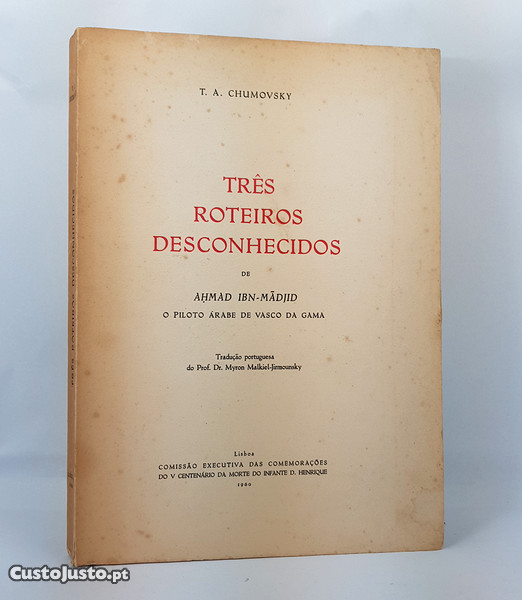 T. A. CHUMOVSKY
TRÊS
ROTEIROS
DESCONHECIDOS
DE
AḤMAD IBN-MĀDJID
O PILOTO ÁRABE DE VASCO DA GAMA
Tradução portuguesa
do Prof. Dr. Myron Malkiel-Jirmounsky
Lisboa
COMISSÃO EXECUTIVA DAS COMEMORAÇÕES
DO V CENTENÁRIO DA MORTE DO INFANTE D. HENRIQUE
1960
TRÊS ROTEIROS DESCONHECIDOS
CustoJusto.pt